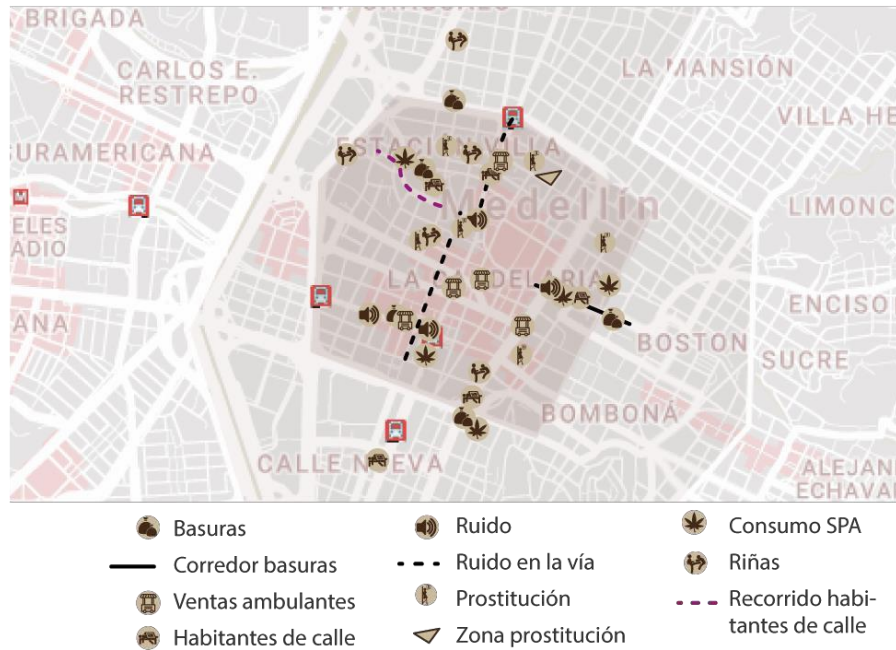 BRIGADA
CARLOS E.
RESTREPO
LA MANSIÓN
VILLA HE
SURAMERICANA
ESTACIÓN VILLA
Medellín
LIMONC
ELES
ADIO
LA CANDELARIA
ENCISO
ANA
BOSTON
SUCRE
BOMBONÁ
CALLE NUEVA
ALEJAN
ECHAVAR
Basuras
Ruido
Consumo SPA
Corredor basuras
Ruido en la vía
Riñas
Ventas ambulantes
Prostitución
Recorrido habi-
tantes de calle
Habitantes de calle
Zona prostitución